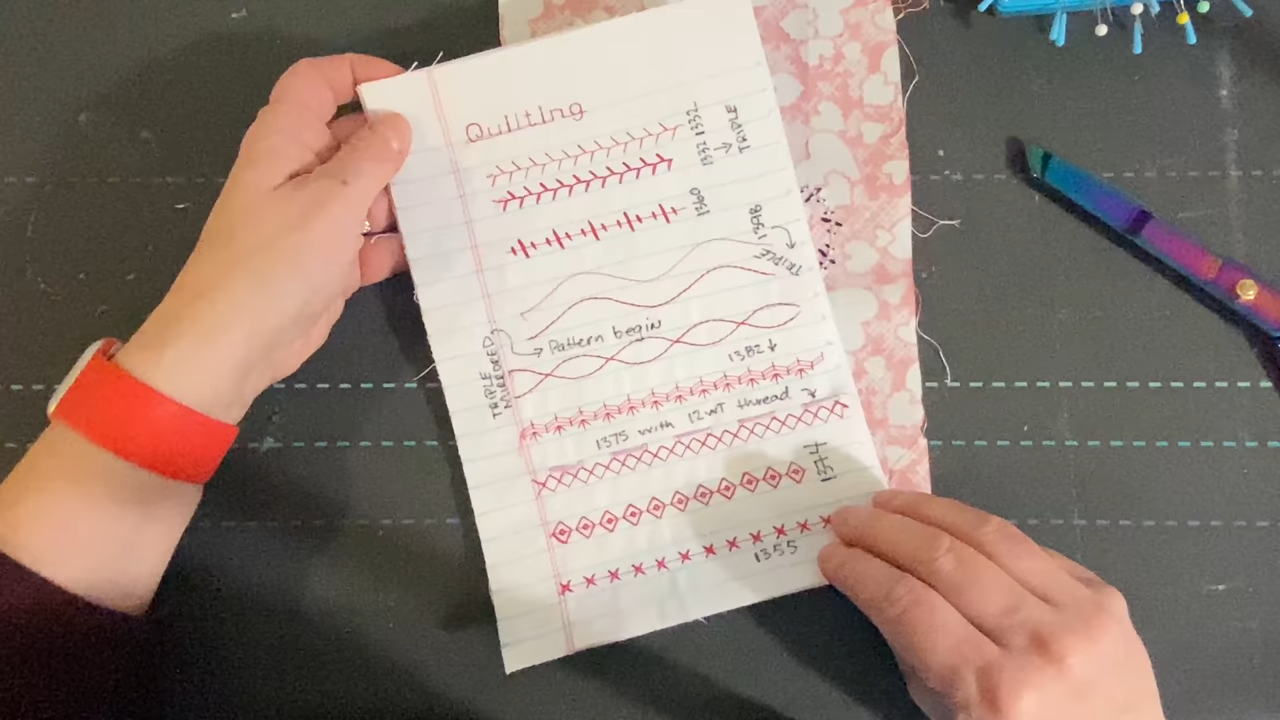 Quilting
1332
1332 → TRIPLE
1360
1398
TRIPLE
TRIPLE MIRRORED
Pattern begin
1382
1375 with 12WT thread
1374
1355